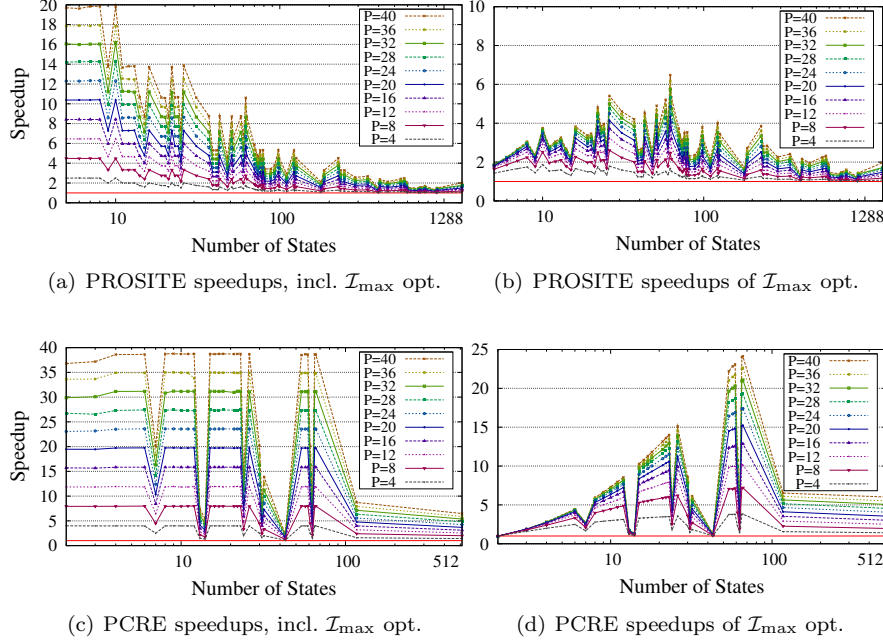 Speedup
20
18
16
14
12
10
8
6
4
2
0
10
100
1288
Number of States
P=40
P=36
P=32
P=28
P=24
P=20
P=16
P=12
P=8
P=4
(a) PROSITE speedups, incl. ℐmax opt.
10
8
6
4
2
0
10
100
1288
Number of States
P=40
P=36
P=32
P=28
P=24
P=20
P=16
P=12
P=8
P=4
(b) PROSITE speedups of ℐmax opt.
Speedup
40
35
30
25
20
15
10
5
0
10
100
512
Number of States
P=40
P=36
P=32
P=28
P=24
P=20
P=16
P=12
P=8
P=4
(c) PCRE speedups, incl. ℐmax opt.
25
20
15
10
5
0
10
100
512
Number of States
P=40
P=36
P=32
P=28
P=24
P=20
P=16
P=12
P=8
P=4
(d) PCRE speedups of ℐmax opt.